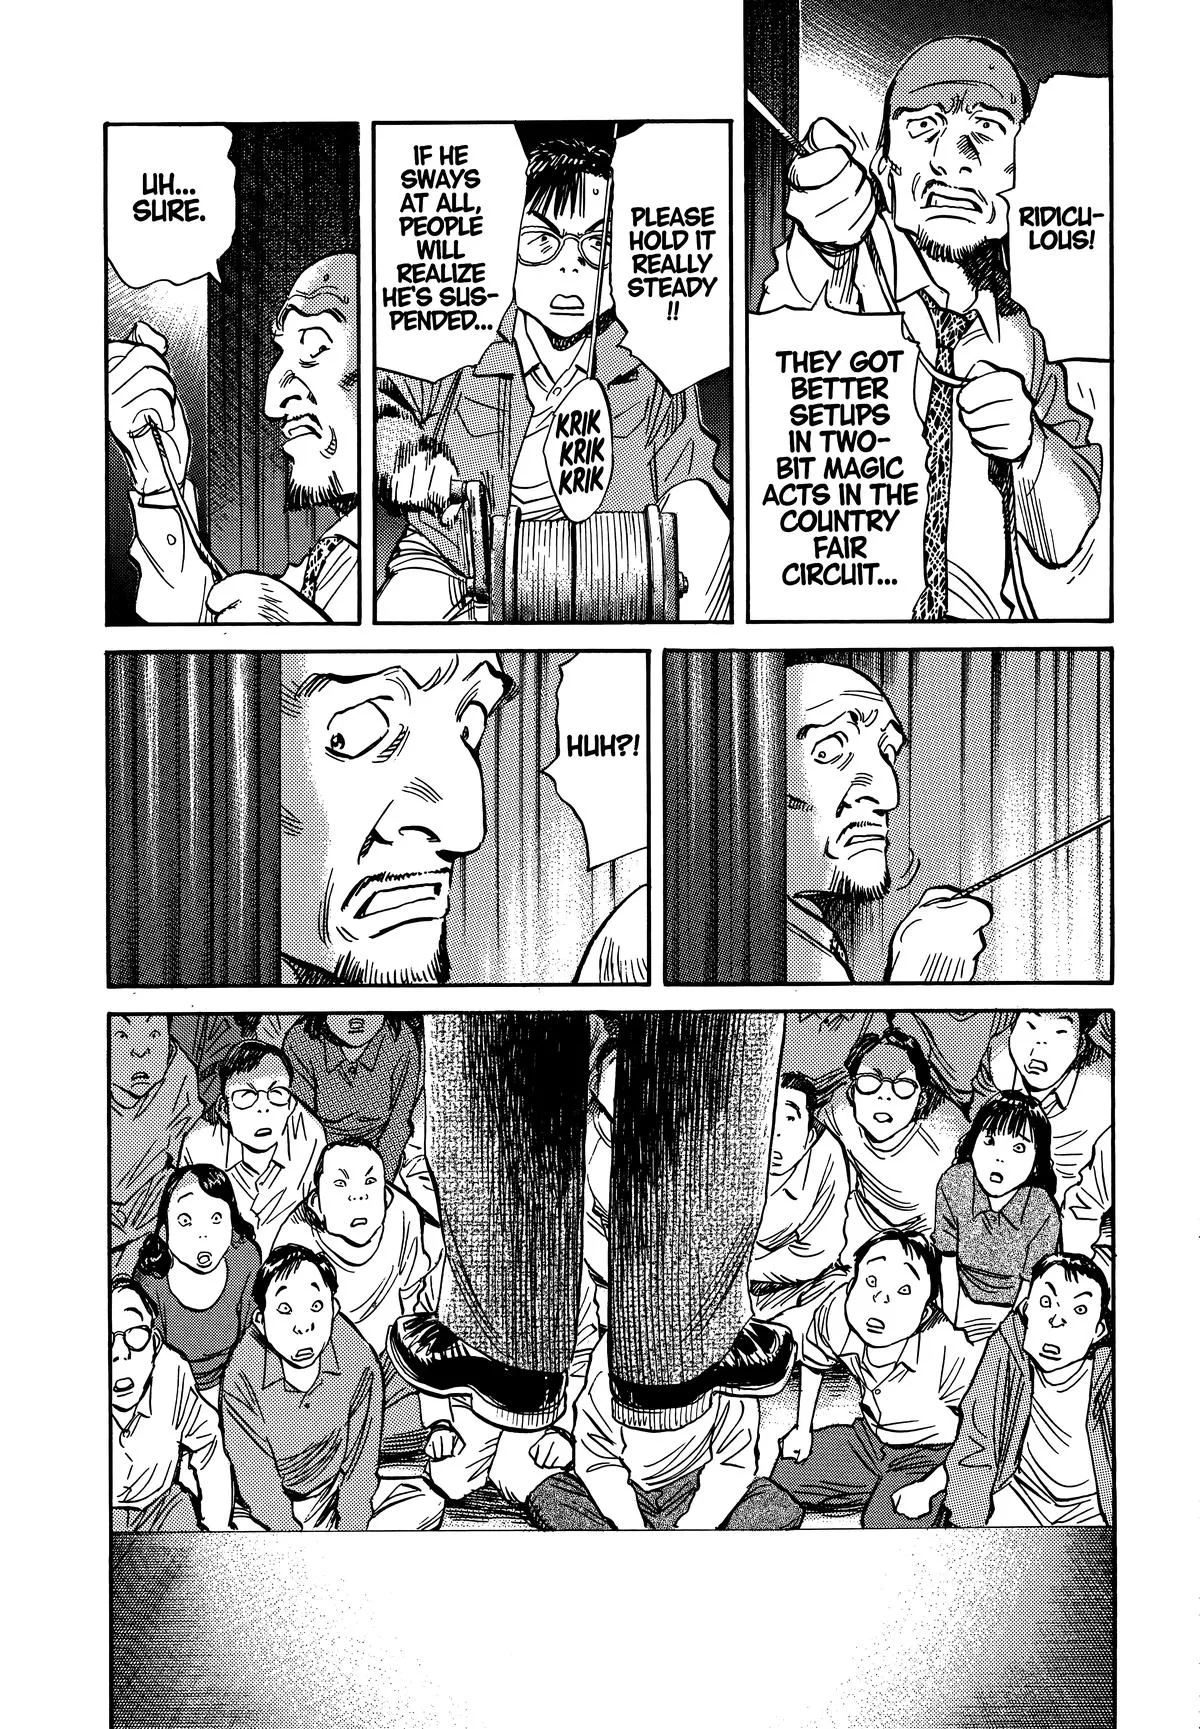 RIDICU-
LOUS!
THEY GOT
BETTER
SETUPS
IN TWO-
BIT MAGIC
ACTS IN THE
COUNTRY
FAIR
CIRCUIT...
PLEASE
HOLD IT
REALLY
STEADY
!!
KRIK
KRIK
KRIK
IF HE
SWAYS
AT ALL,
PEOPLE
WILL
REALIZE
HE'S SUS-
PENDED...
UH...
SURE.
HUH?!